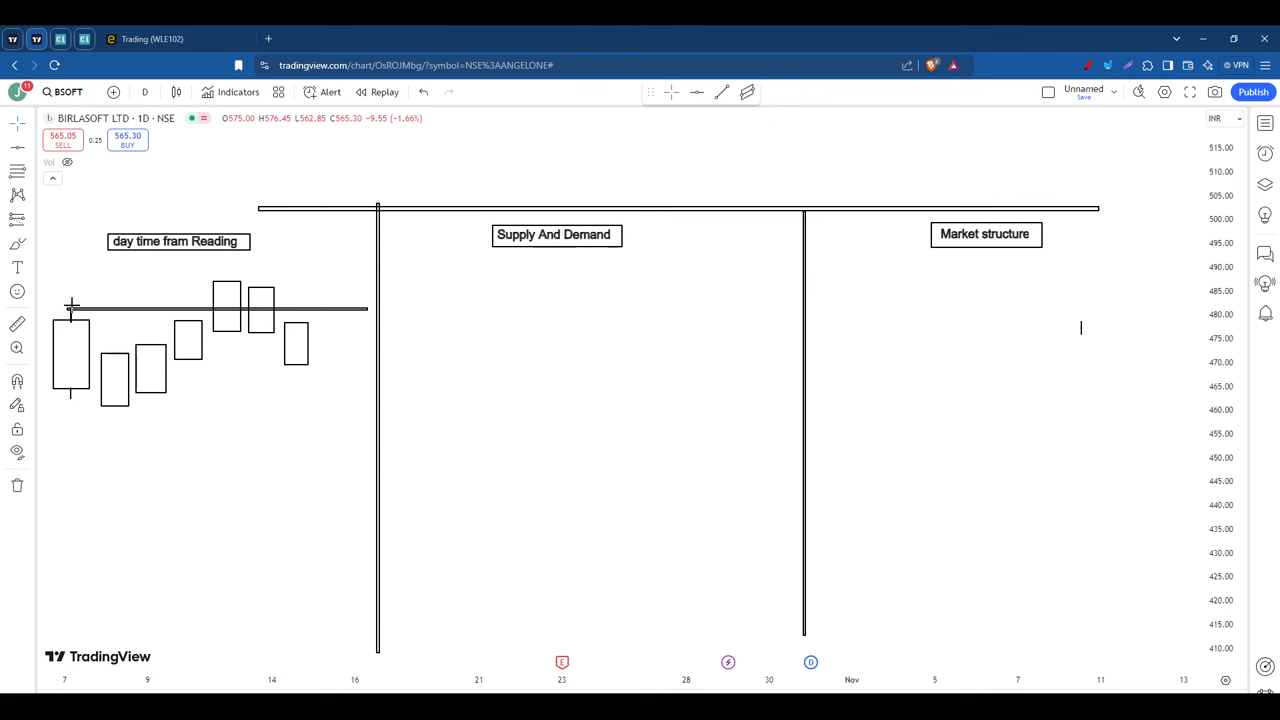 Trading (WLE102)
tradingview.com/chart/OsROJMbg/?symbol=NSE%3AANGELONE#
VPN
J 11 BSOFT D Indicators Alert Replay Unnamed Save Publish
b BIRLASOFT LTD · 1D · NSE O575.00 H576.45 L562.85 C565.30 −9.55 (−1.66%) INR
565.05 SELL 0.25 565.30 BUY
Vol
515.00
510.00
505.00
500.00
495.00
490.00
485.00
480.00
475.00
470.00
465.00
460.00
455.00
450.00
445.00
440.00
435.00
430.00
425.00
420.00
415.00
410.00
day time fram Reading
Supply And Demand
Market structure
TradingView
E D
7 9 14 16 21 23 28 30 Nov 5 7 11 13